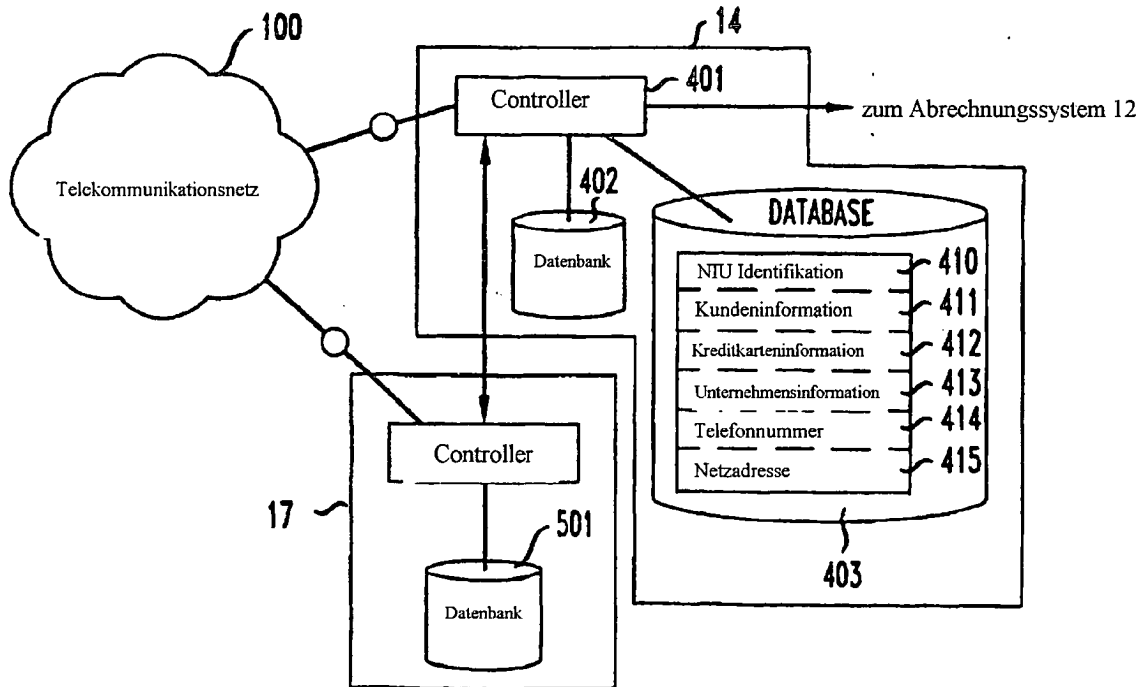 100
14
401
Controller
zum Abrechnungssystem 12
Telekommunikationsnetz
402
Datenbank
DATABASE
NIU Identifikation
410
Kundeninformation
411
Kreditkarteninformation
412
Unternehmensinformation
413
Telefonnummer
414
Netzadresse
415
403
Controller
17
501
Datenbank